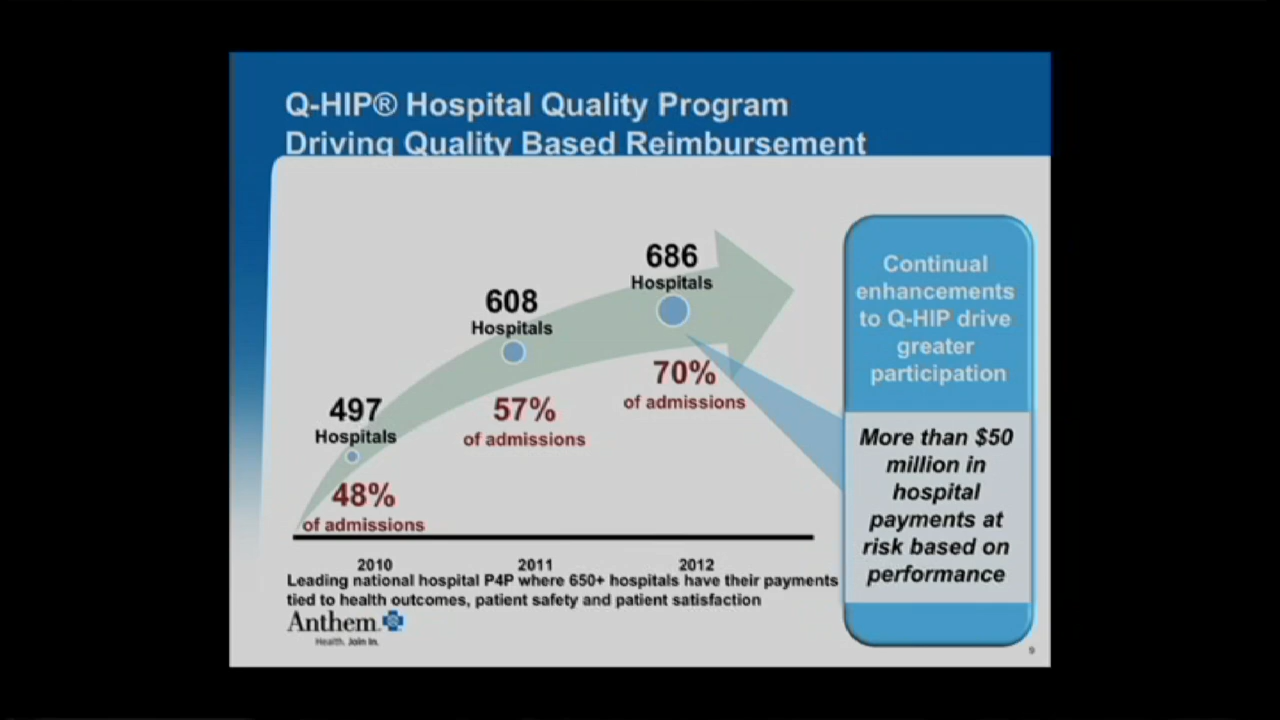 Q-HIP® Hospital Quality Program
Driving Quality Based Reimbursement
686
Hospitals
608
Hospitals
497
Hospitals
70%
of admissions
57%
of admissions
48%
of admissions
2010 2011 2012
Leading national hospital P4P where 650+ hospitals have their payments
tied to health outcomes, patient safety and patient satisfaction
Anthem.
Health. Join In.
Continual
enhancements
to Q-HIP drive
greater
participation
More than $50
million in
hospital
payments at
risk based on
performance
9